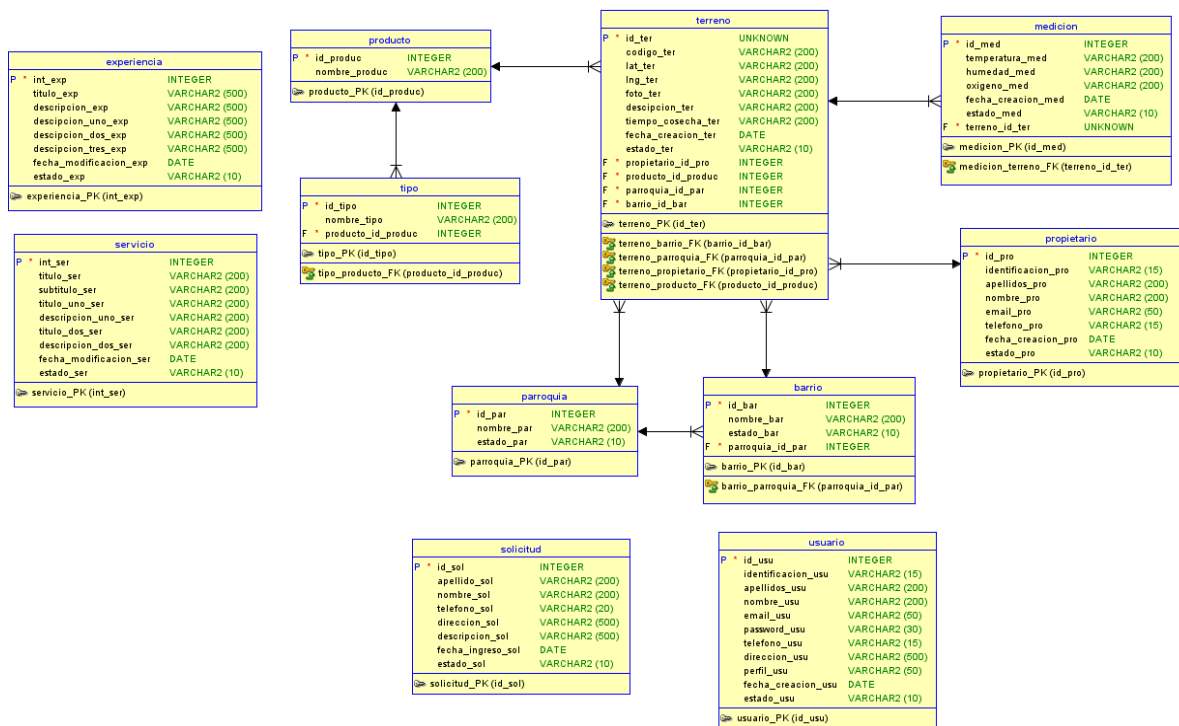 experiencia
P * int_exp INTEGER
titulo_exp VARCHAR2 (500)
descripcion_exp VARCHAR2 (500)
descipcion_uno_exp VARCHAR2 (500)
descipcion_dos_exp VARCHAR2 (500)
descipcion_tres_exp VARCHAR2 (500)
fecha_modificacion_exp DATE
estado_exp VARCHAR2 (10)
experiencia_PK (int_exp)
servicio
P * int_ser INTEGER
titulo_ser VARCHAR2 (200)
subtitulo_ser VARCHAR2 (200)
titulo_uno_ser VARCHAR2 (200)
descripcion_uno_ser VARCHAR2 (200)
titulo_dos_ser VARCHAR2 (200)
descripcion_dos_ser VARCHAR2 (200)
fecha_modificacion_ser DATE
estado_ser VARCHAR2 (10)
servicio_PK (int_ser)
producto
P * id_produc INTEGER
nombre_produc VARCHAR2 (200)
producto_PK (id_produc)
tipo
P * id_tipo INTEGER
nombre_tipo VARCHAR2 (200)
F * producto_id_produc INTEGER
tipo_PK (id_tipo)
tipo_producto_FK (producto_id_produc)
terreno
P * id_ter UNKNOWN
codigo_ter VARCHAR2 (200)
lat_ter VARCHAR2 (200)
lng_ter VARCHAR2 (200)
foto_ter VARCHAR2 (200)
descipcion_ter VARCHAR2 (200)
tiempo_cosecha_ter VARCHAR2 (200)
fecha_creacion_ter DATE
estado_ter VARCHAR2 (10)
F * propietario_id_pro INTEGER
F * producto_id_produc INTEGER
F * parroquia_id_par INTEGER
F * barrio_id_bar INTEGER
terreno_PK (id_ter)
terreno_barrio_FK (barrio_id_bar)
terreno_parroquia_FK (parroquia_id_par)
terreno_propietario_FK (propietario_id_pro)
terreno_producto_FK (producto_id_produc)
medicion
P * id_med INTEGER
temperatura_med VARCHAR2 (200)
humedad_med VARCHAR2 (200)
oxigeno_med VARCHAR2 (200)
fecha_creacion_med DATE
estado_med VARCHAR2 (10)
F * terreno_id_ter UNKNOWN
medicion_PK (id_med)
medicion_terreno_FK (terreno_id_ter)
propietario
P * id_pro INTEGER
identificacion_pro VARCHAR2 (15)
apellidos_pro VARCHAR2 (200)
nombre_pro VARCHAR2 (200)
email_pro VARCHAR2 (50)
telefono_pro VARCHAR2 (15)
fecha_creacion_pro DATE
estado_pro VARCHAR2 (10)
propietario_PK (id_pro)
parroquia
P * id_par INTEGER
nombre_par VARCHAR2 (200)
estado_par VARCHAR2 (10)
parroquia_PK (id_par)
barrio
P * id_bar INTEGER
nombre_bar VARCHAR2 (200)
estado_bar VARCHAR2 (10)
F * parroquia_id_par INTEGER
barrio_PK (id_bar)
barrio_parroquia_FK (parroquia_id_par)
solicitud
P * id_sol INTEGER
apellido_sol VARCHAR2 (200)
nombre_sol VARCHAR2 (200)
telefono_sol VARCHAR2 (20)
direccion_sol VARCHAR2 (500)
descripcion_sol VARCHAR2 (500)
fecha_ingreso_sol DATE
estado_sol VARCHAR2 (10)
solicitud_PK (id_sol)
usuario
P * id_usu INTEGER
identificacion_usu VARCHAR2 (15)
apellidos_usu VARCHAR2 (200)
nombre_usu VARCHAR2 (200)
email_usu VARCHAR2 (50)
password_usu VARCHAR2 (30)
telefono_usu VARCHAR2 (15)
direccion_usu VARCHAR2 (500)
perfil_usu VARCHAR2 (50)
fecha_creacion_usu DATE
estado_usu VARCHAR2 (10)
usuario_PK (id_usu)